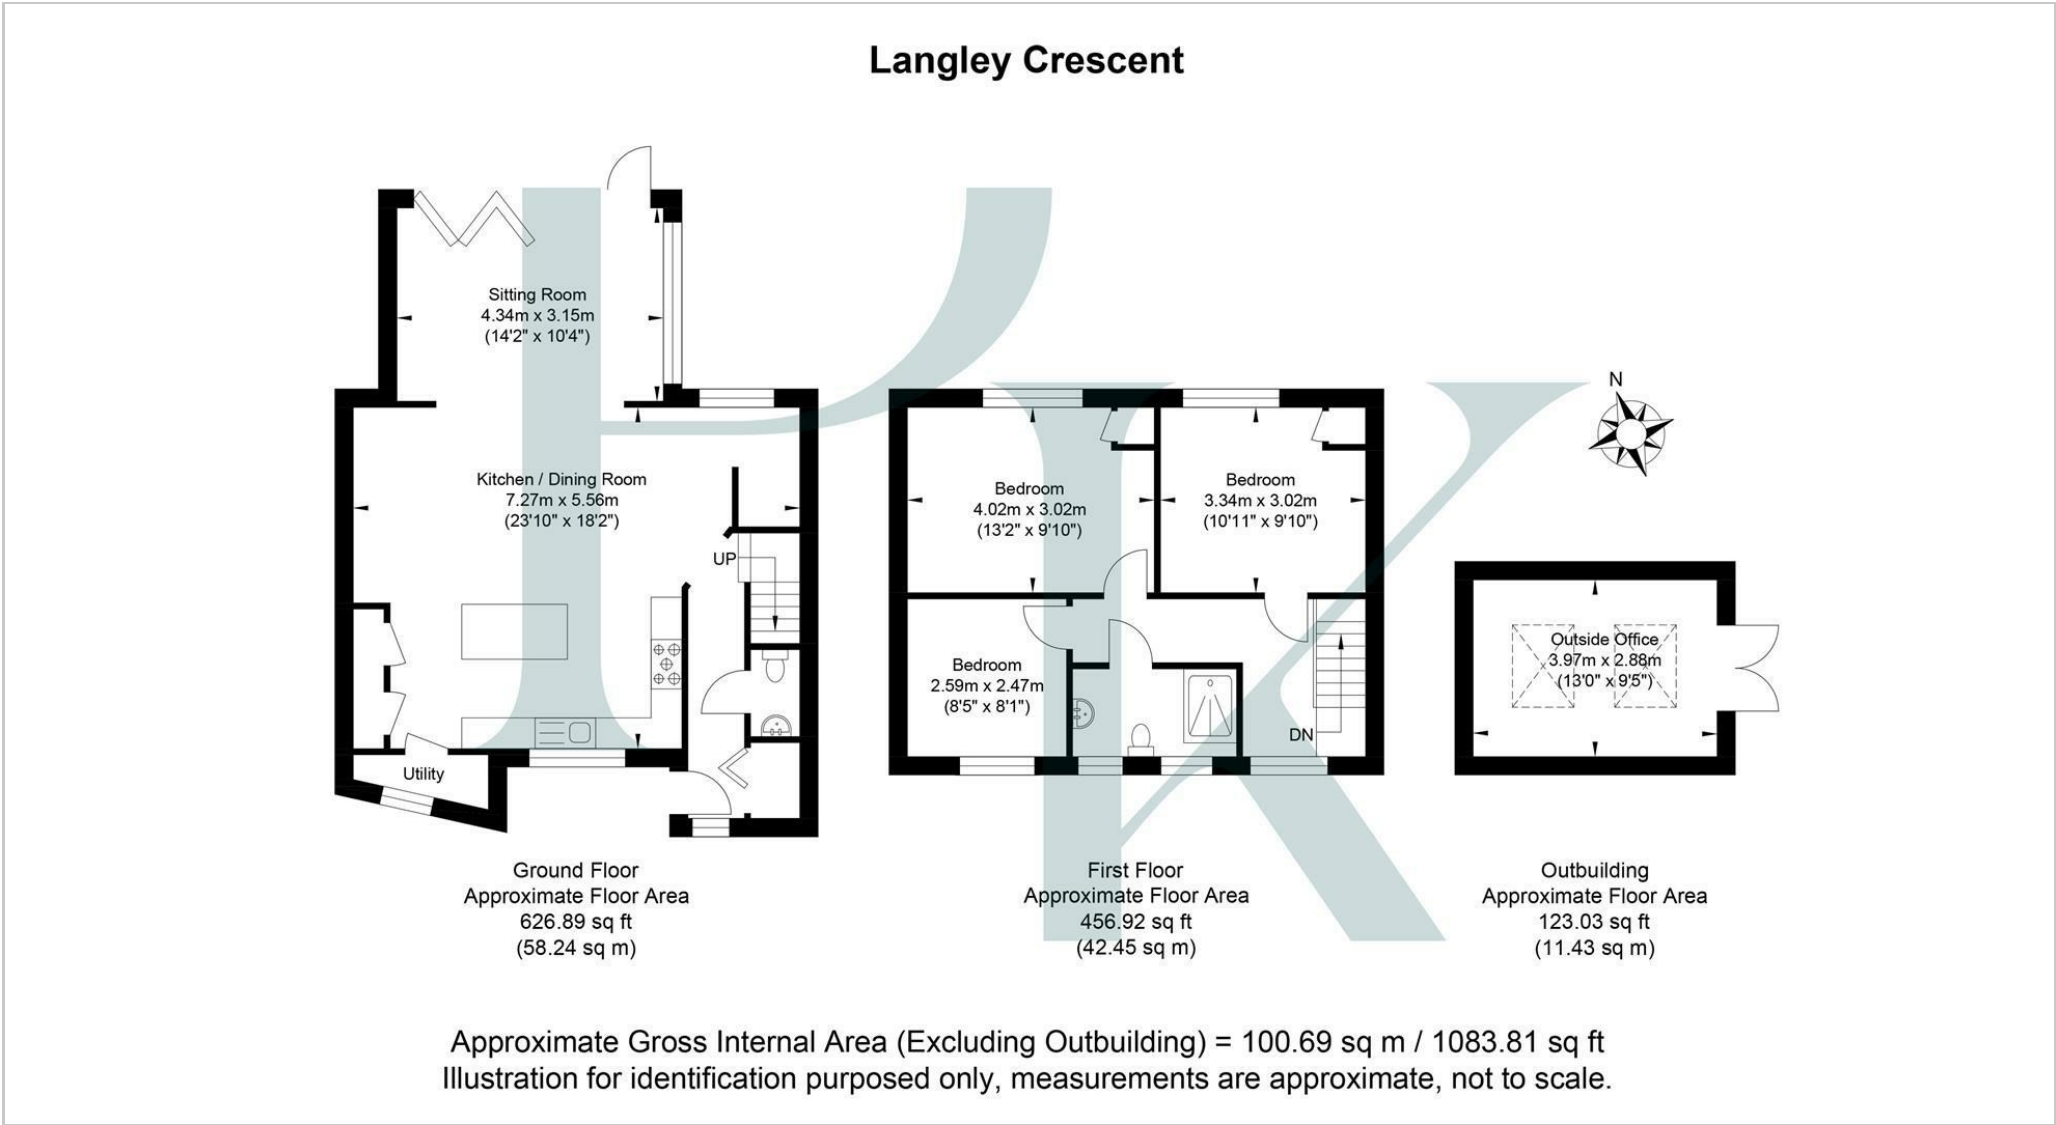 Langley Crescent
Sitting Room
4.34m x 3.15m
(14'2" x 10'4")
Kitchen / Dining Room
7.27m x 5.56m
(23'10" x 18'2")
UP
Utility
Ground Floor
Approximate Floor Area
626.89 sq ft
(58.24 sq m)
Bedroom
4.02m x 3.02m
(13'2" x 9'10")
Bedroom
3.34m x 3.02m
(10'11" x 9'10")
Bedroom
2.59m x 2.47m
(8'5" x 8'1")
DN
First Floor
Approximate Floor Area
456.92 sq ft
(42.45 sq m)
N
Outside Office
3.97m x 2.88m
(13'0" x 9'5")
Outbuilding
Approximate Floor Area
123.03 sq ft
(11.43 sq m)
Approximate Gross Internal Area (Excluding Outbuilding) = 100.69 sq m / 1083.81 sq ft
Illustration for identification purposed only, measurements are approximate, not to scale.